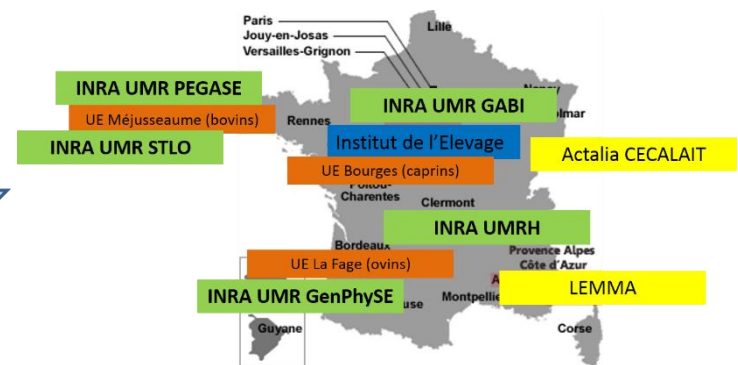 Paris
Jouy-en-Josas
Versailles-Grignon
Lille
INRA UMR PEGASE
UE Méjusseaume (bovins)
INRA UMR STLO
Rennes
INRA UMR GABI
Institut de l'Elevage
UE Bourges (caprins)
Actalia CECALAIT
Charentes
Clermont
INRA UMRH
Bordeaux
Provence Alpes
Côte d'Azur
UE La Fage (ovins)
INRA UMR GenPhySE
LEMMA
Guyane
Corse